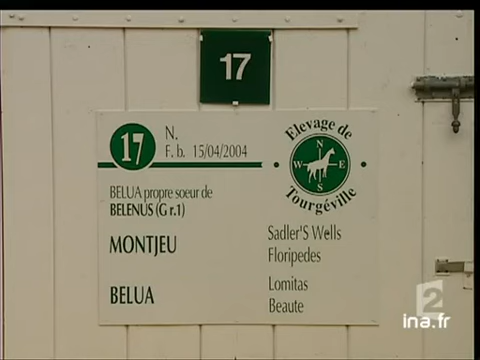 17
17
N.
F. b. 15/04/2004
Elevage de
N
W E
S
Tourgéville
BELUA propre soeur de
BELENUS (G r.1)
MONTJEU
Sadler'S Wells
Floripedes
BELUA
Lomitas
Beaute
2
ina.fr